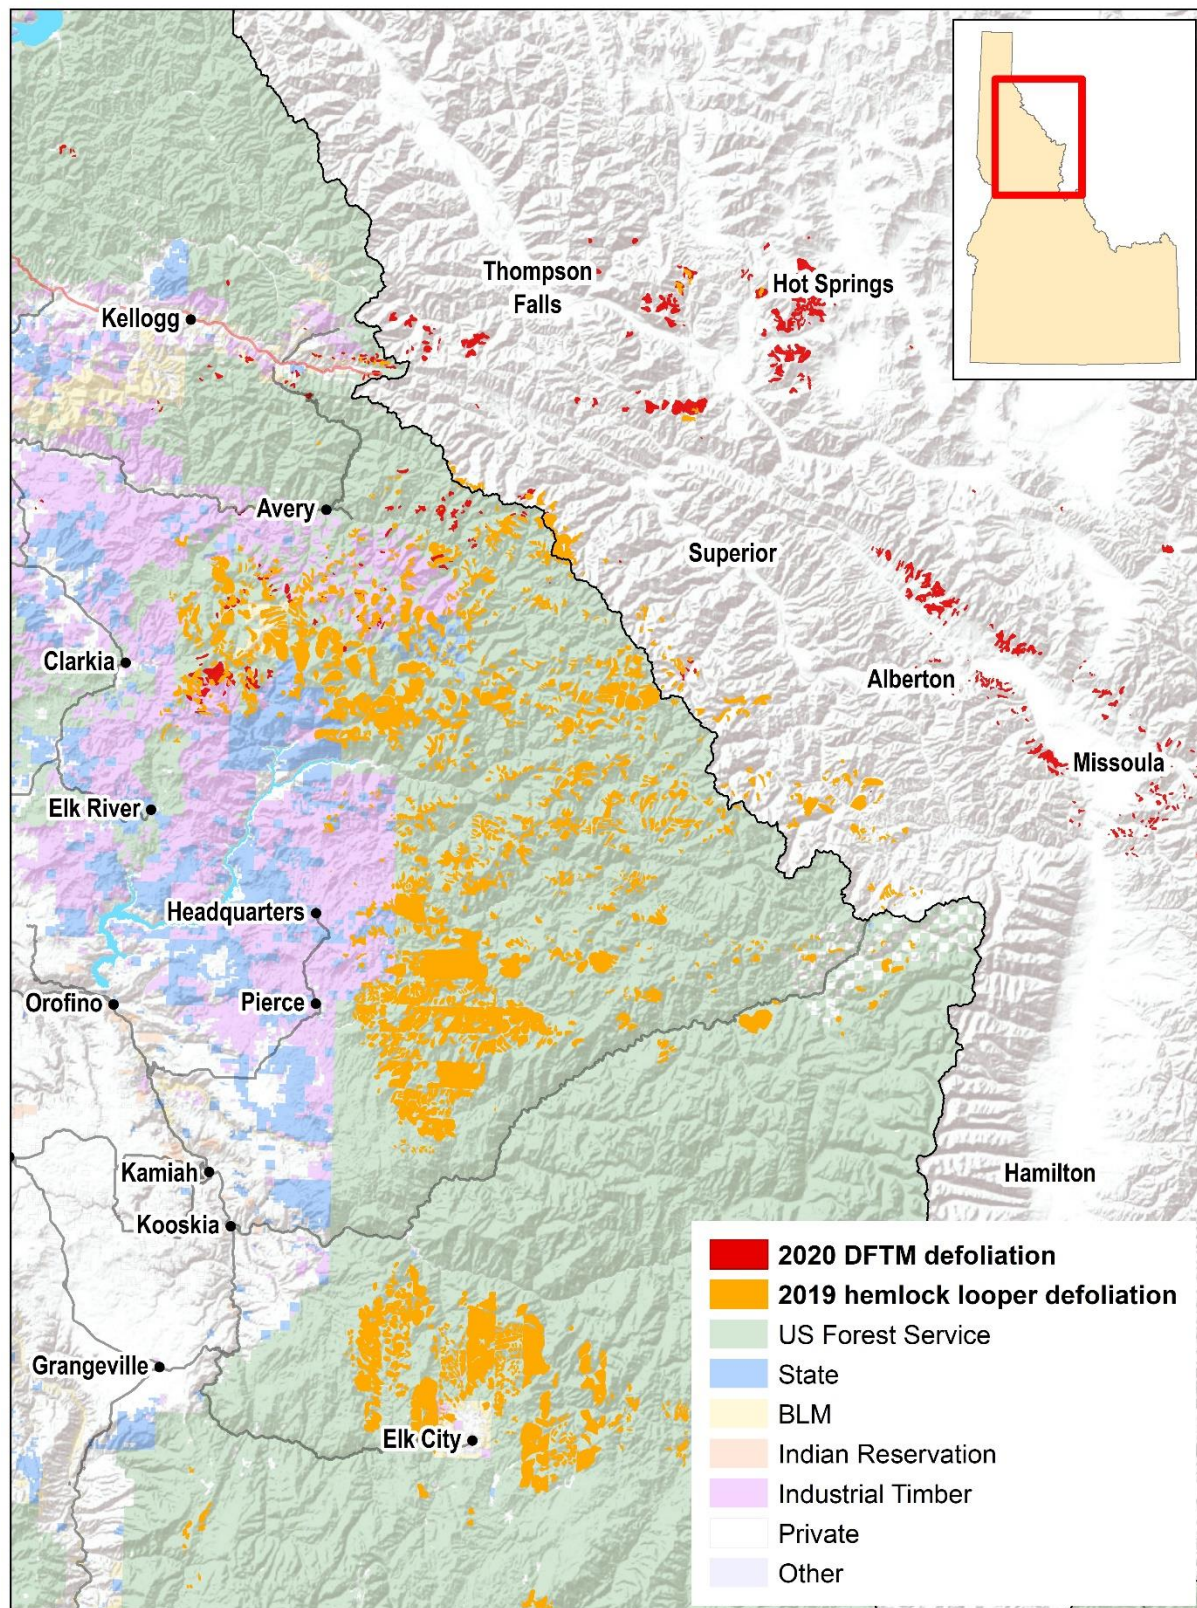 Thompson
Falls
Hot Springs
Kellogg
Avery
Superior
Clarkia
Alberton
Missoula
Elk River
Headquarters
Orofino
Pierce
Kamiah
Hamilton
Kooskia
Grangeville
Elk City
2020 DFTM defoliation
2019 hemlock looper defoliation
US Forest Service
State
BLM
Indian Reservation
Industrial Timber
Private
Other